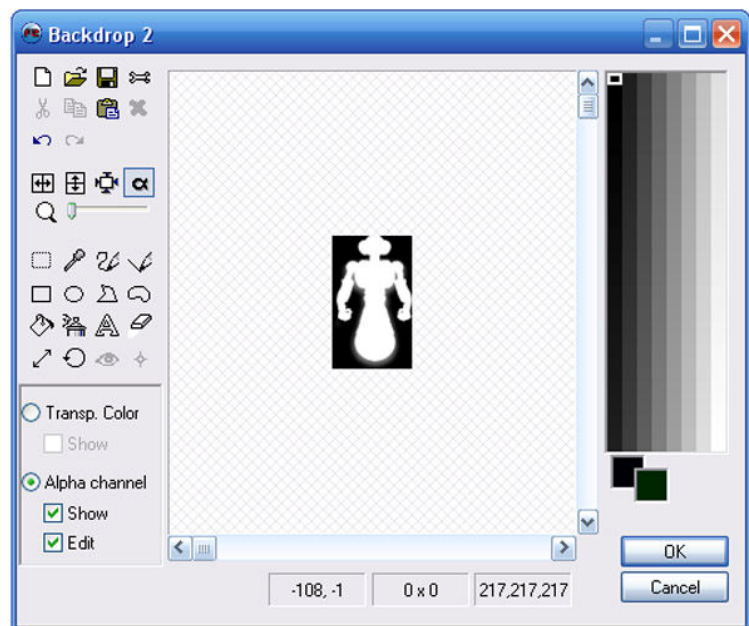 Backdrop 2
Transp. Color
Show
Alpha channel
Show
Edit
-108, -1
0 x 0
217,217,217
OK
Cancel